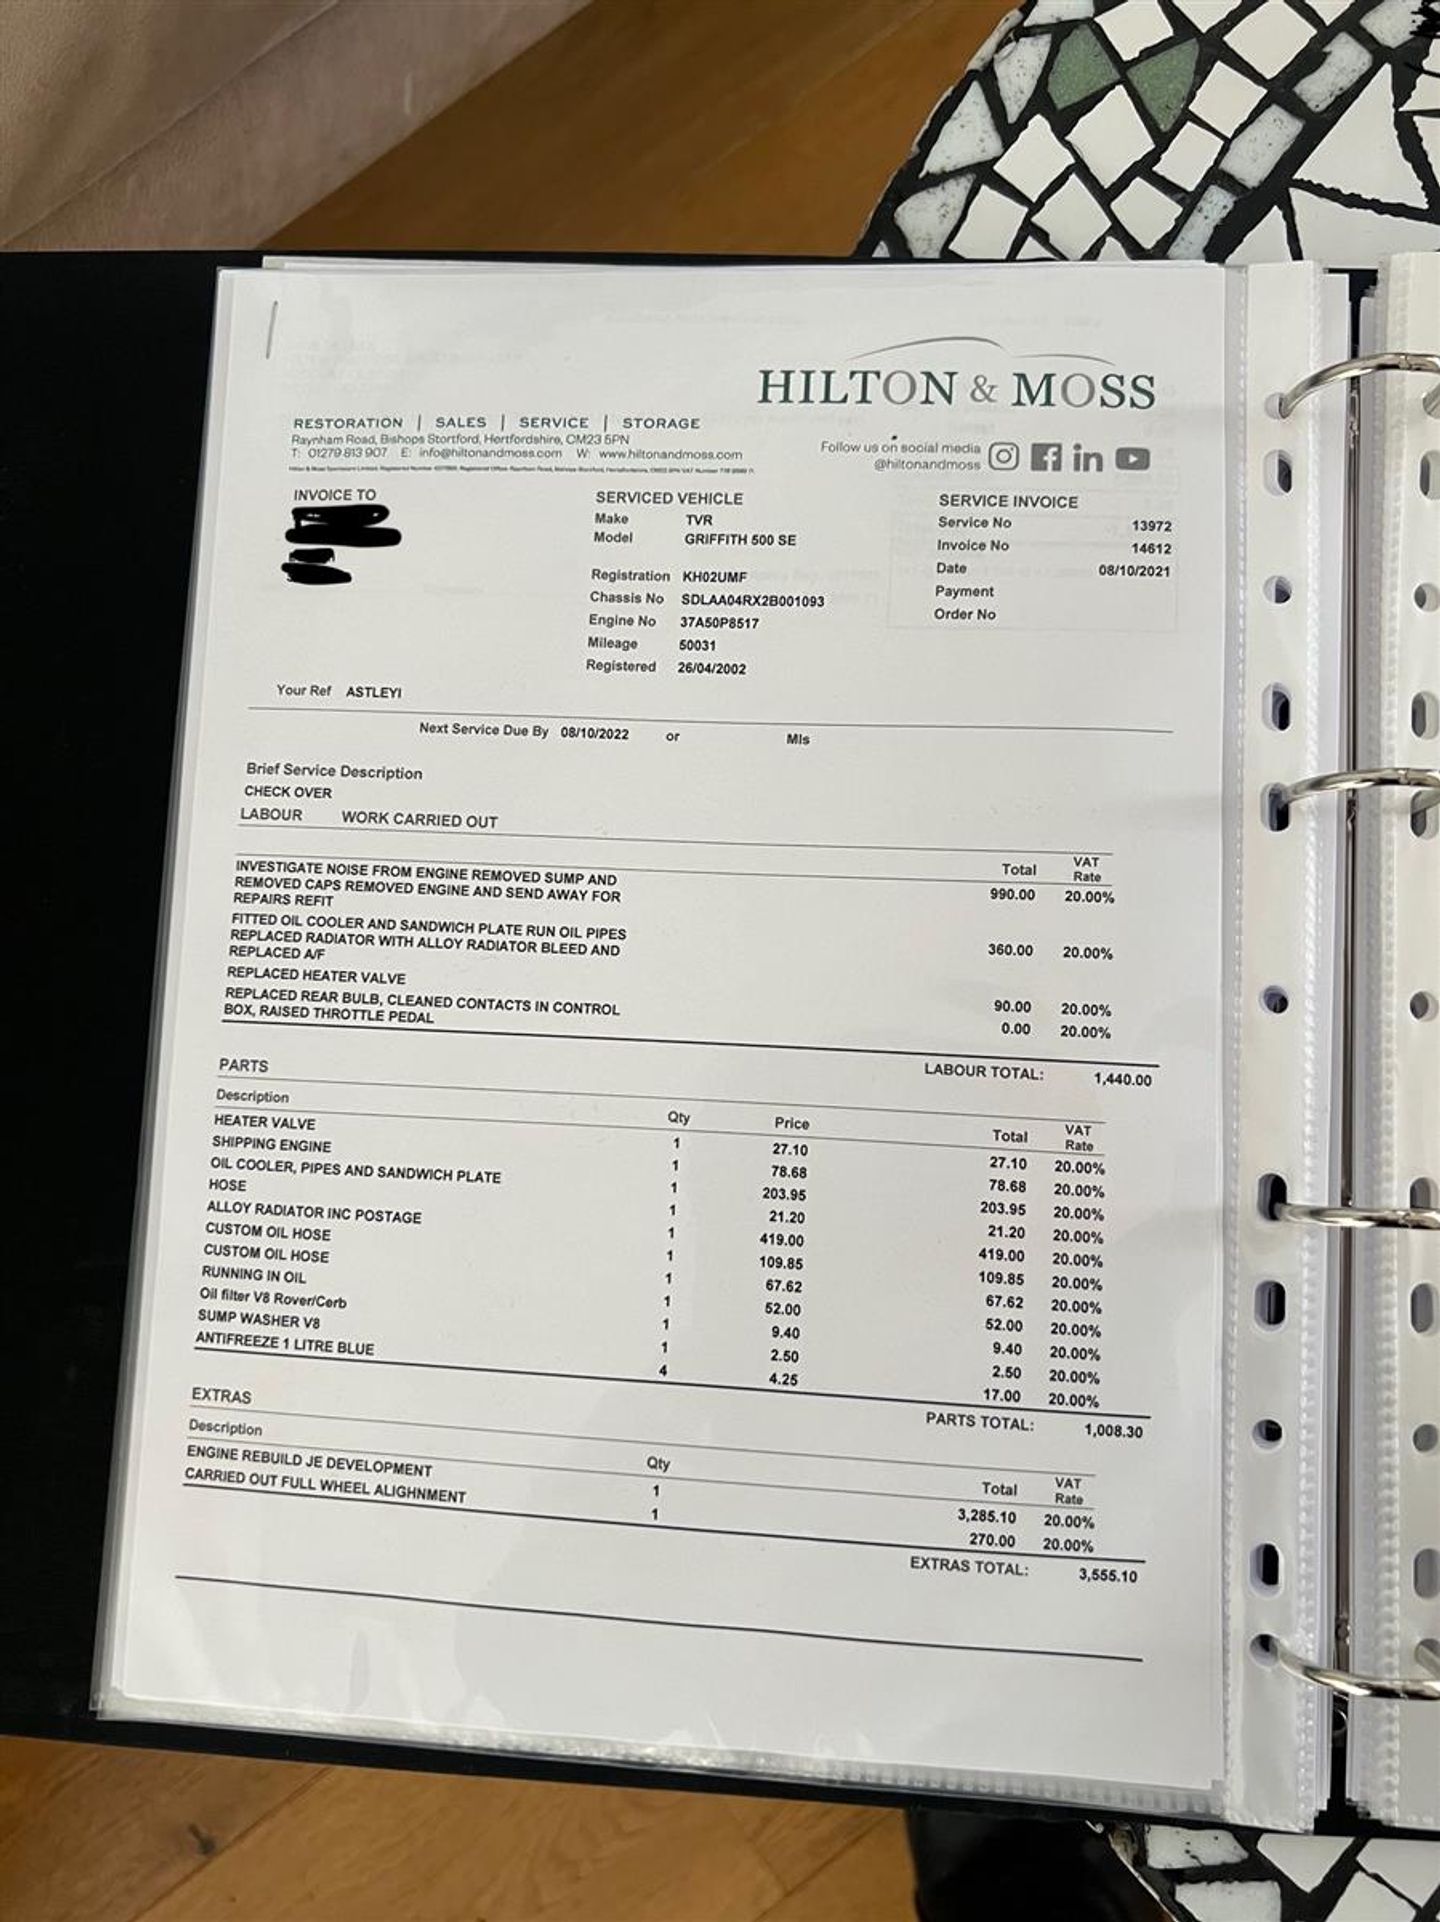 HILTON & MOSS
RESTORATION | SALES | SERVICE | STORAGE
Raynham Road, Bishops Stortford, Hertfordshire, CM23 5PN
T: 01279 813 907 E: info@hiltonandmoss.com W: www.hiltonandmoss.com
Follow us on social media
@hiltonandmoss
INVOICE TO
SERVICED VEHICLE
Make TVR
Model GRIFFITH 500 SE
Registration KH02UMF
Chassis No SDLAA04RX2B001093
Engine No 37A50P8517
Mileage 50031
Registered 26/04/2002
SERVICE INVOICE
Service No 13972
Invoice No 14612
Date 08/10/2021
Payment
Order No
Your Ref ASTLEYI
Next Service Due By 08/10/2022 or Mls
Brief Service Description
CHECK OVER
LABOUR WORK CARRIED OUT
Total VAT Rate
INVESTIGATE NOISE FROM ENGINE REMOVED SUMP AND 990.00 20.00%
REMOVED CAPS REMOVED ENGINE AND SEND AWAY FOR
REPAIRS REFIT
FITTED OIL COOLER AND SANDWICH PLATE RUN OIL PIPES 360.00 20.00%
REPLACED RADIATOR WITH ALLOY RADIATOR BLEED AND
REPLACED A/F
REPLACED HEATER VALVE 90.00 20.00%
REPLACED REAR BULB, CLEANED CONTACTS IN CONTROL 0.00 20.00%
BOX, RAISED THROTTLE PEDAL
LABOUR TOTAL: 1,440.00
PARTS
Description Qty Price Total VAT Rate
HEATER VALVE 1 27.10 27.10 20.00%
SHIPPING ENGINE 1 78.68 78.68 20.00%
OIL COOLER, PIPES AND SANDWICH PLATE 1 203.95 203.95 20.00%
HOSE 1 21.20 21.20 20.00%
ALLOY RADIATOR INC POSTAGE 1 419.00 419.00 20.00%
CUSTOM OIL HOSE 1 109.85 109.85 20.00%
CUSTOM OIL HOSE 1 67.62 67.62 20.00%
RUNNING IN OIL 1 52.00 52.00 20.00%
Oil filter V8 Rover/Cerb 1 9.40 9.40 20.00%
SUMP WASHER V8 1 2.50 2.50 20.00%
ANTIFREEZE 1 LITRE BLUE 4 4.25 17.00 20.00%
PARTS TOTAL: 1,008.30
EXTRAS
Description Qty Total VAT Rate
ENGINE REBUILD JE DEVELOPMENT 1 3,285.10 20.00%
CARRIED OUT FULL WHEEL ALIGHNMENT 1 270.00 20.00%
EXTRAS TOTAL: 3,555.10